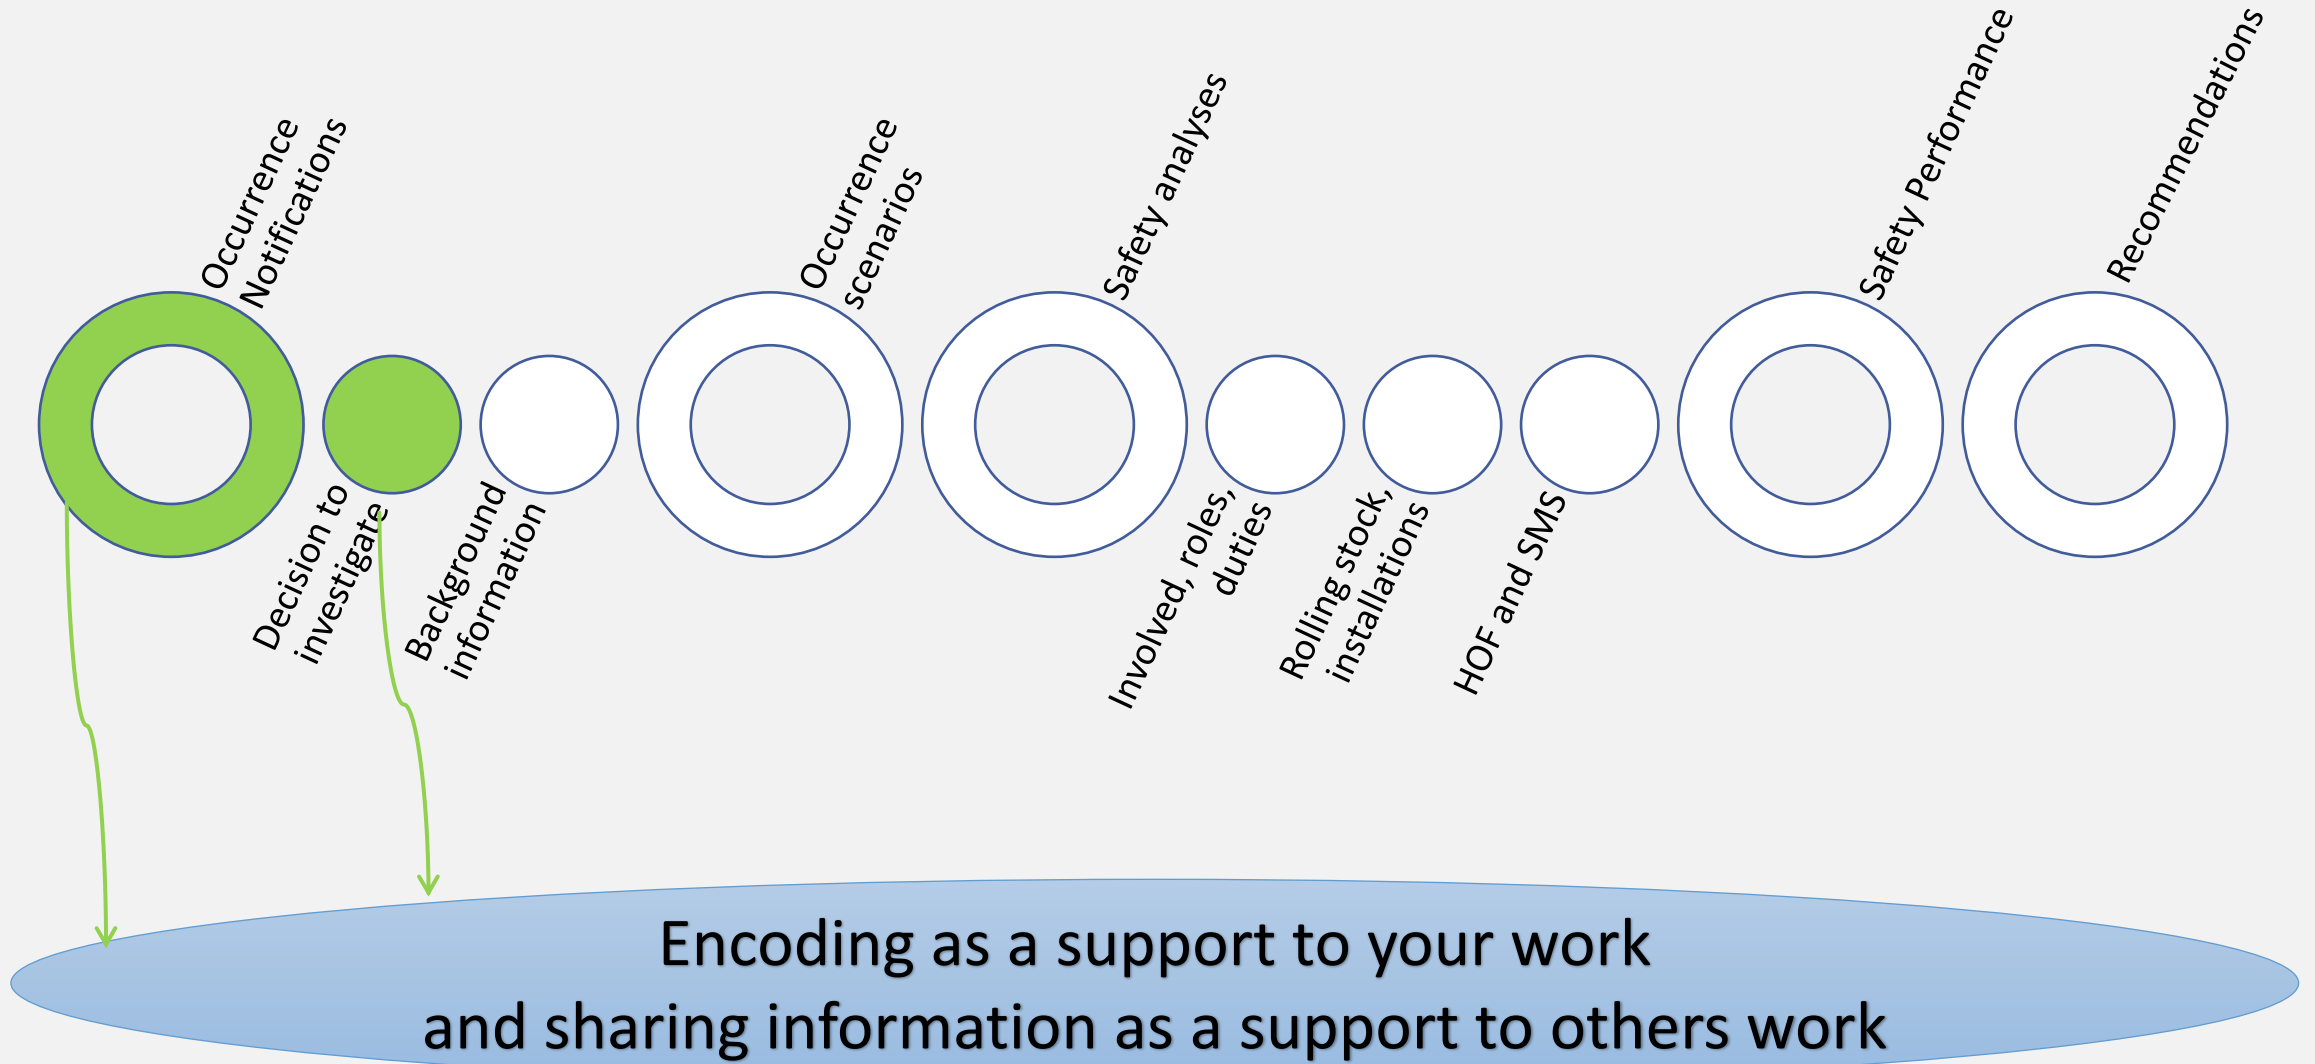 Occurrence
Notifications
Decision to
investigate
Background
information
Occurrence
scenarios
Safety analyses
Involved, roles,
duties
Rolling stock,
installations
HOF and SMS
Safety Performance
Recommendations
Encoding as a support to your work
and sharing information as a support to others work